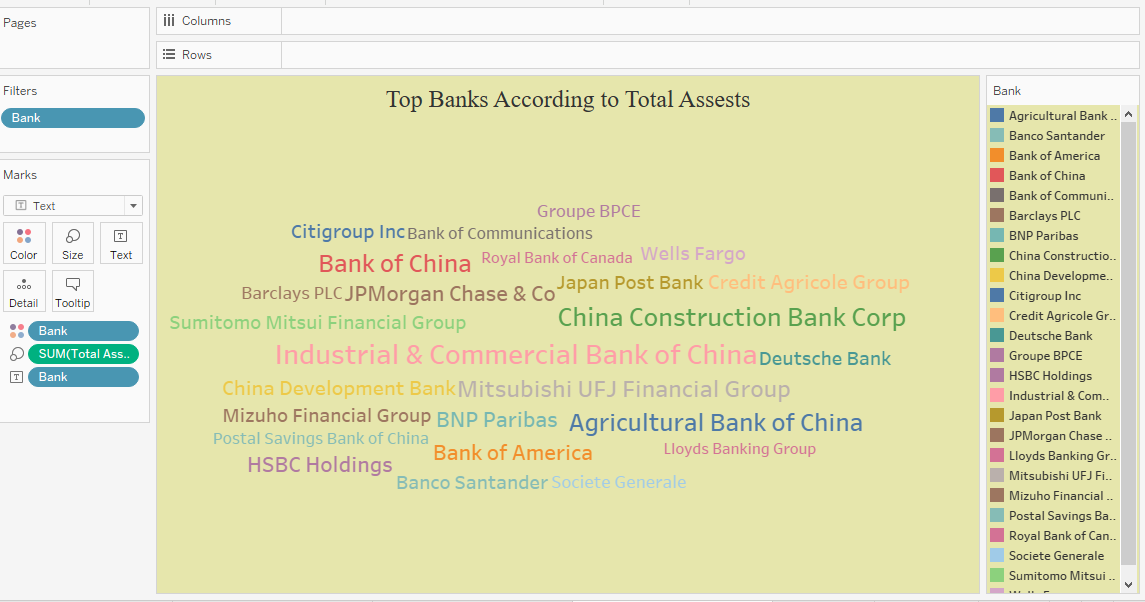 Pages
Columns
Rows
Filters
Bank
Marks
Text
Color Size Text
Detail Tooltip
Bank
SUM(Total Ass..
Bank
Top Banks According to Total Assests
Groupe BPCE
Citigroup Inc Bank of Communications
Bank of China Royal Bank of Canada Wells Fargo
Barclays PLC JPMorgan Chase & Co Japan Post Bank Credit Agricole Group
Sumitomo Mitsui Financial Group China Construction Bank Corp
Industrial & Commercial Bank of China Deutsche Bank
China Development Bank Mitsubishi UFJ Financial Group
Mizuho Financial Group BNP Paribas Agricultural Bank of China
Postal Savings Bank of China
HSBC Holdings Bank of America Lloyds Banking Group
Banco Santander Societe Generale
Bank
Agricultural Bank ..
Banco Santander
Bank of America
Bank of China
Bank of Communi..
Barclays PLC
BNP Paribas
China Constructio..
China Developme..
Citigroup Inc
Credit Agricole Gr..
Deutsche Bank
Groupe BPCE
HSBC Holdings
Industrial & Com..
Japan Post Bank
JPMorgan Chase ..
Lloyds Banking Gr..
Mitsubishi UFJ Fi..
Mizuho Financial ..
Postal Savings Ba..
Royal Bank of Can..
Societe Generale
Sumitomo Mitsui ..